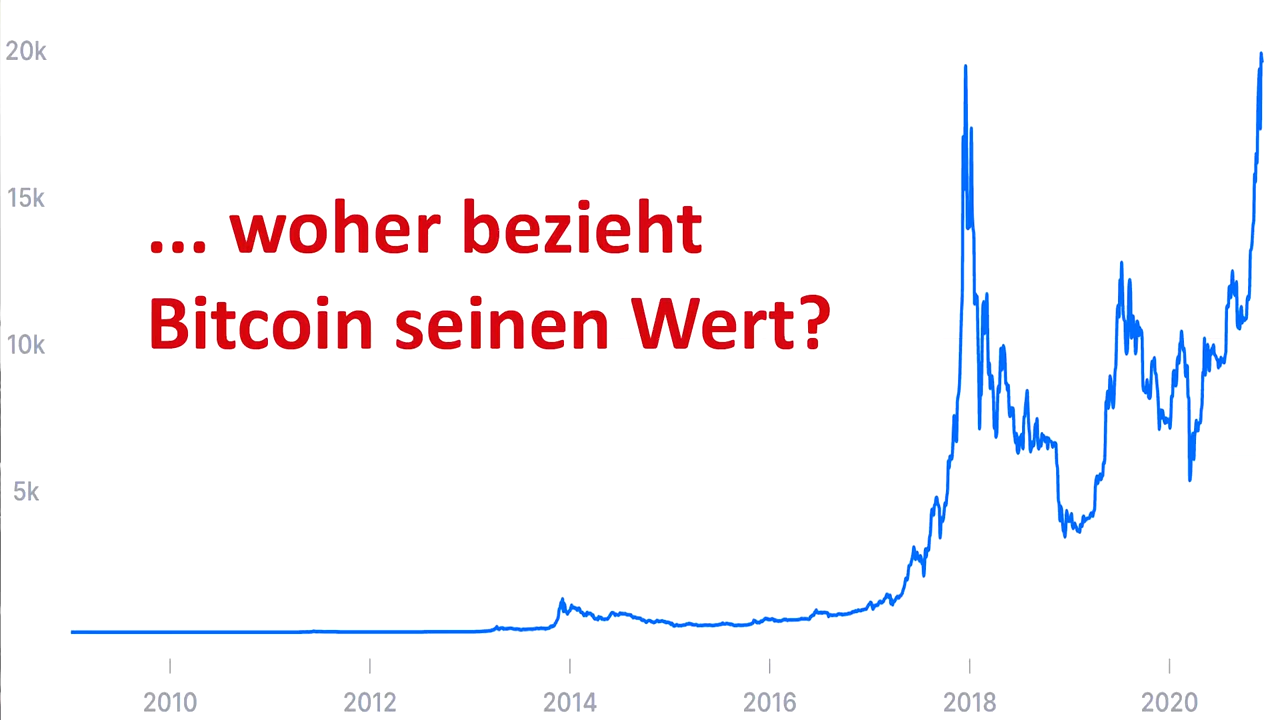 20k
15k
... woher bezieht
Bitcoin seinen Wert?
10k
5k
2010 2012 2014 2016 2018 2020